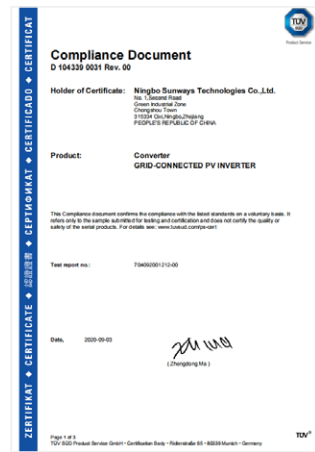 TÜV
SÜD
Product Service
Compliance Document
D 104339 0031 Rev. 00
Holder of Certificate: Ningbo Sunways Technologies Co.,Ltd.
No. 1, Second Road
Green Industrial Zone
Chongshou Town
315334 Cixi, Ningbo, Zhejiang
PEOPLE'S REPUBLIC OF CHINA
Product: Converter
GRID-CONNECTED PV INVERTER
This Compliance document confirms the compliance with the listed standards on a voluntary basis. It
refers only to the sample submitted for testing and certification and does not certify the quality or
safety of the serial products. For details see: www.tuvsud.com/ps-cert
Test report no.: 704092001212-00
Date, 2020-09-03
( Zhengdong Ma )
Page 1 of 3
TÜV SÜD Product Service GmbH • Certification Body • Ridlerstraße 65 • 80339 Munich • Germany
TÜV®
ZERTIFIKAT ◆ CERTIFICATE ◆ 認證證書 ◆ СЕРТИФИКАТ ◆ CERTIFICADO ◆ CERTIFICAT